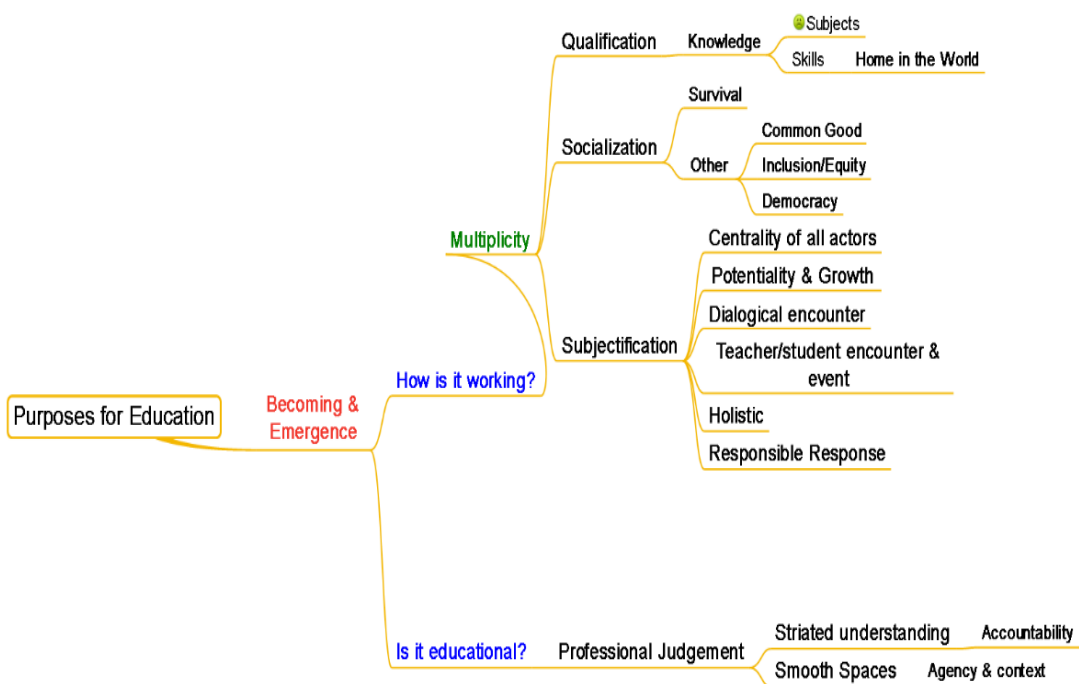 Subjects
Qualification
Knowledge
Skills
Home in the World
Survival
Socialization
Common Good
Other
Inclusion/Equity
Democracy
Multiplicity
Centrality of all actors
Potentiality & Growth
Dialogical encounter
Subjectification
Teacher/student encounter &
event
How is it working?
Holistic
Responsible Response
Purposes for Education
Becoming &
Emergence
Is it educational?
Professional Judgement
Striated understanding
Accountability
Smooth Spaces
Agency & context